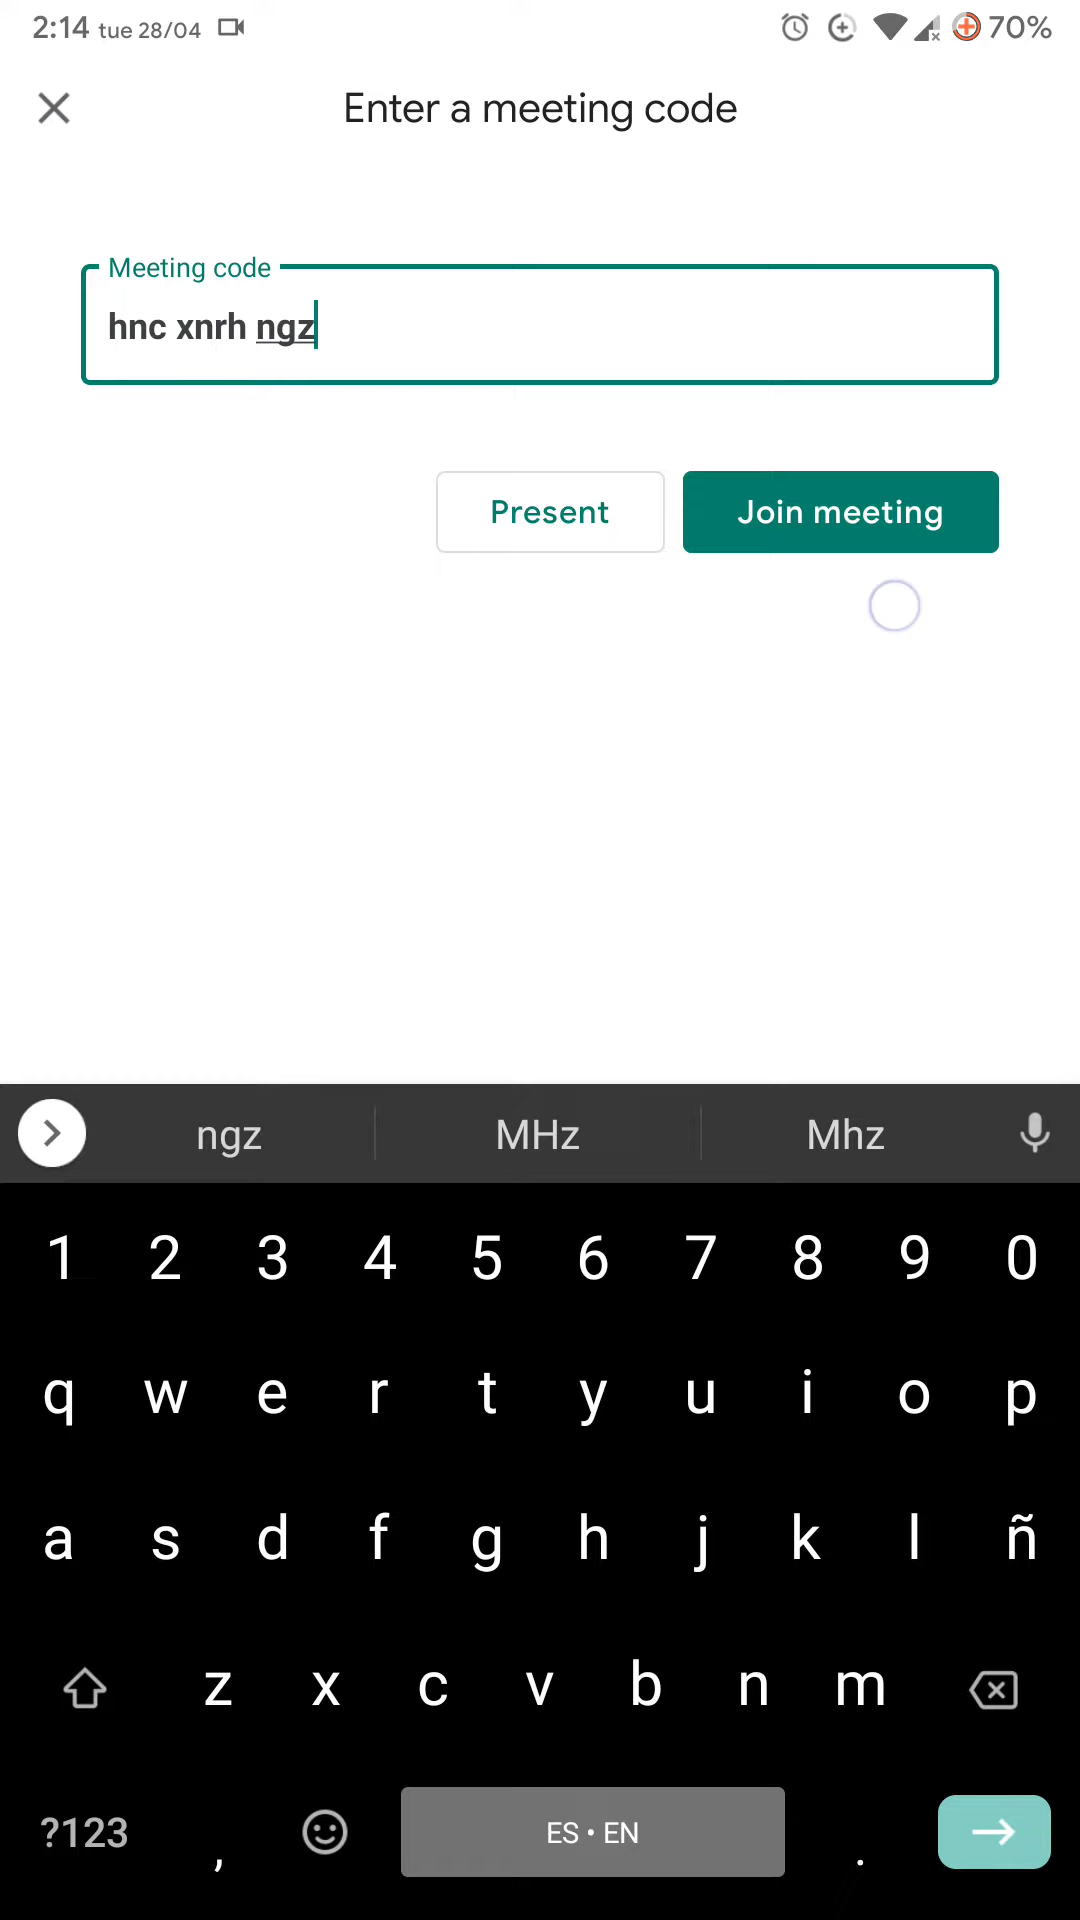 2:14 tue 28/04 70%
Enter a meeting code
Meeting code
hnc xnrh ngz
Present Join meeting
ngz MHz Mhz
1 2 3 4 5 6 7 8 9 0
q w e r t y u i o p
a s d f g h j k l ñ
z x c v b n m
?123 , ES • EN .